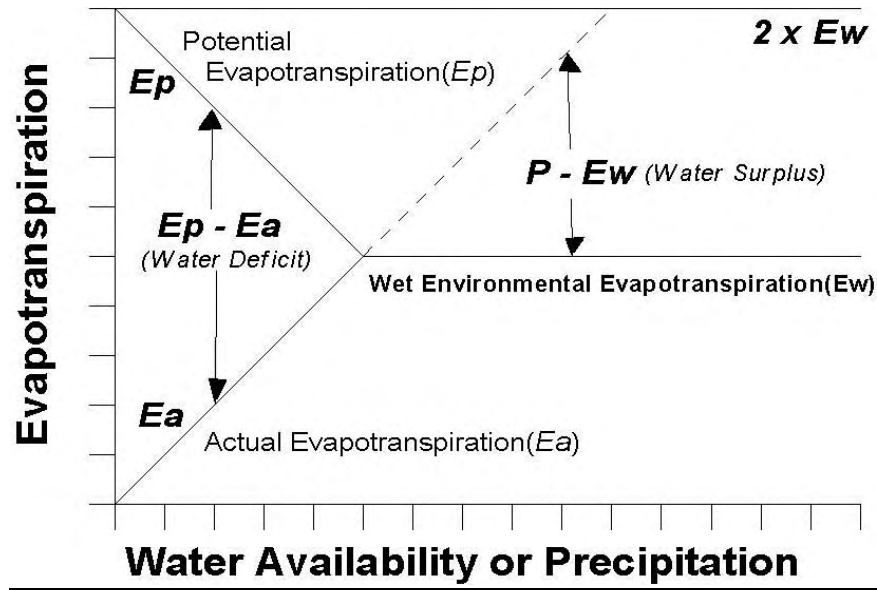 2 x Ew
Potential
Evapotranspiration(Ep)
Ep
P - Ew (Water Surplus)
Ep - Ea
(Water Deficit)
Wet Environmental Evapotranspiration(Ew)
Ea
Actual Evapotranspiration(Ea)
Evapotranspiration
Water Availability or Precipitation